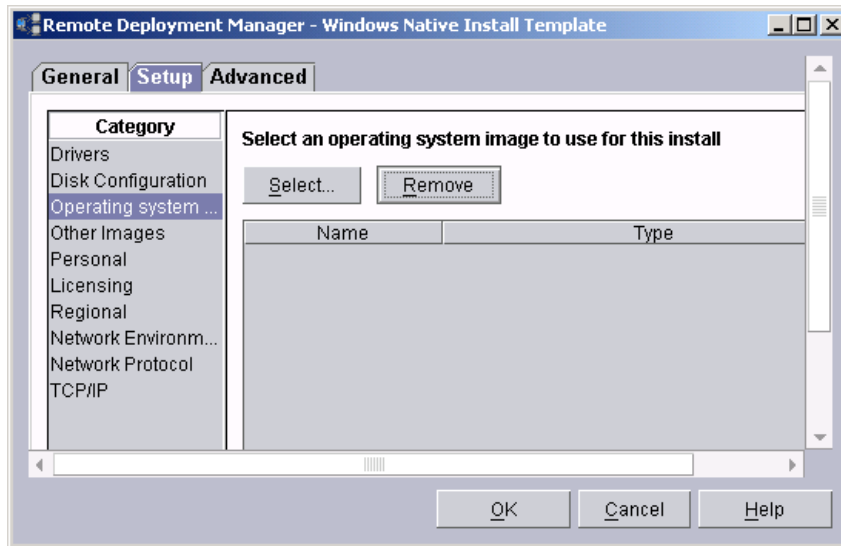 Remote Deployment Manager - Windows Native Install Template
General Setup Advanced
Category
Drivers
Disk Configuration
Operating system ...
Other Images
Personal
Licensing
Regional
Network Environm...
Network Protocol
TCP/IP
Select an operating system image to use for this install
Select... Remove
Name Type
OK Cancel Help